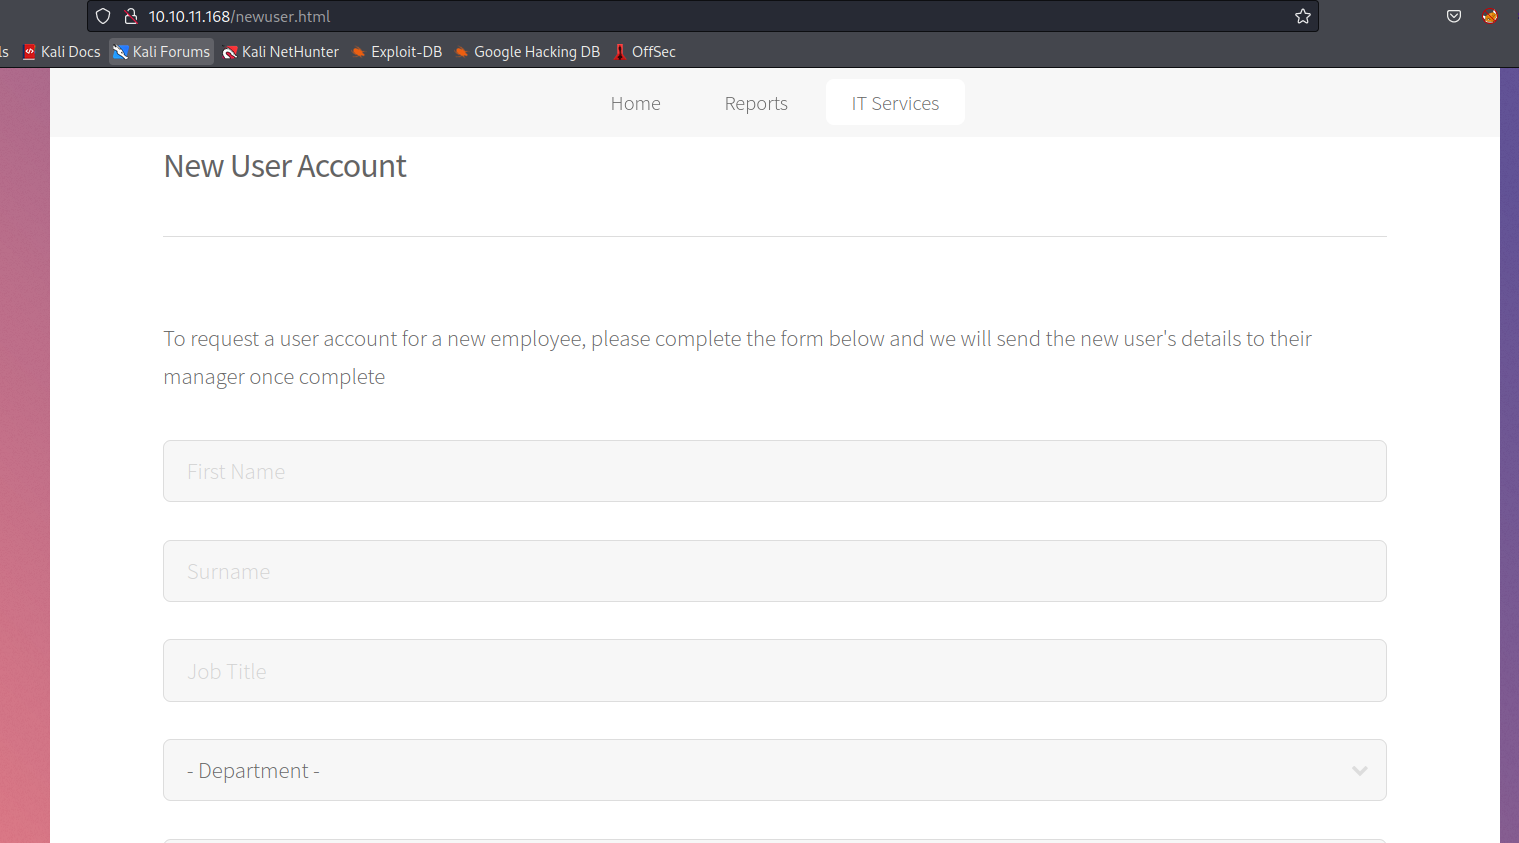 10.10.11.168/newuser.html
ls Kali Docs Kali Forums Kali NetHunter Exploit-DB Google Hacking DB OffSec
Home Reports IT Services
New User Account
To request a user account for a new employee, please complete the form below and we will send the new user's details to their
manager once complete
First Name
Surname
Job Title
- Department -